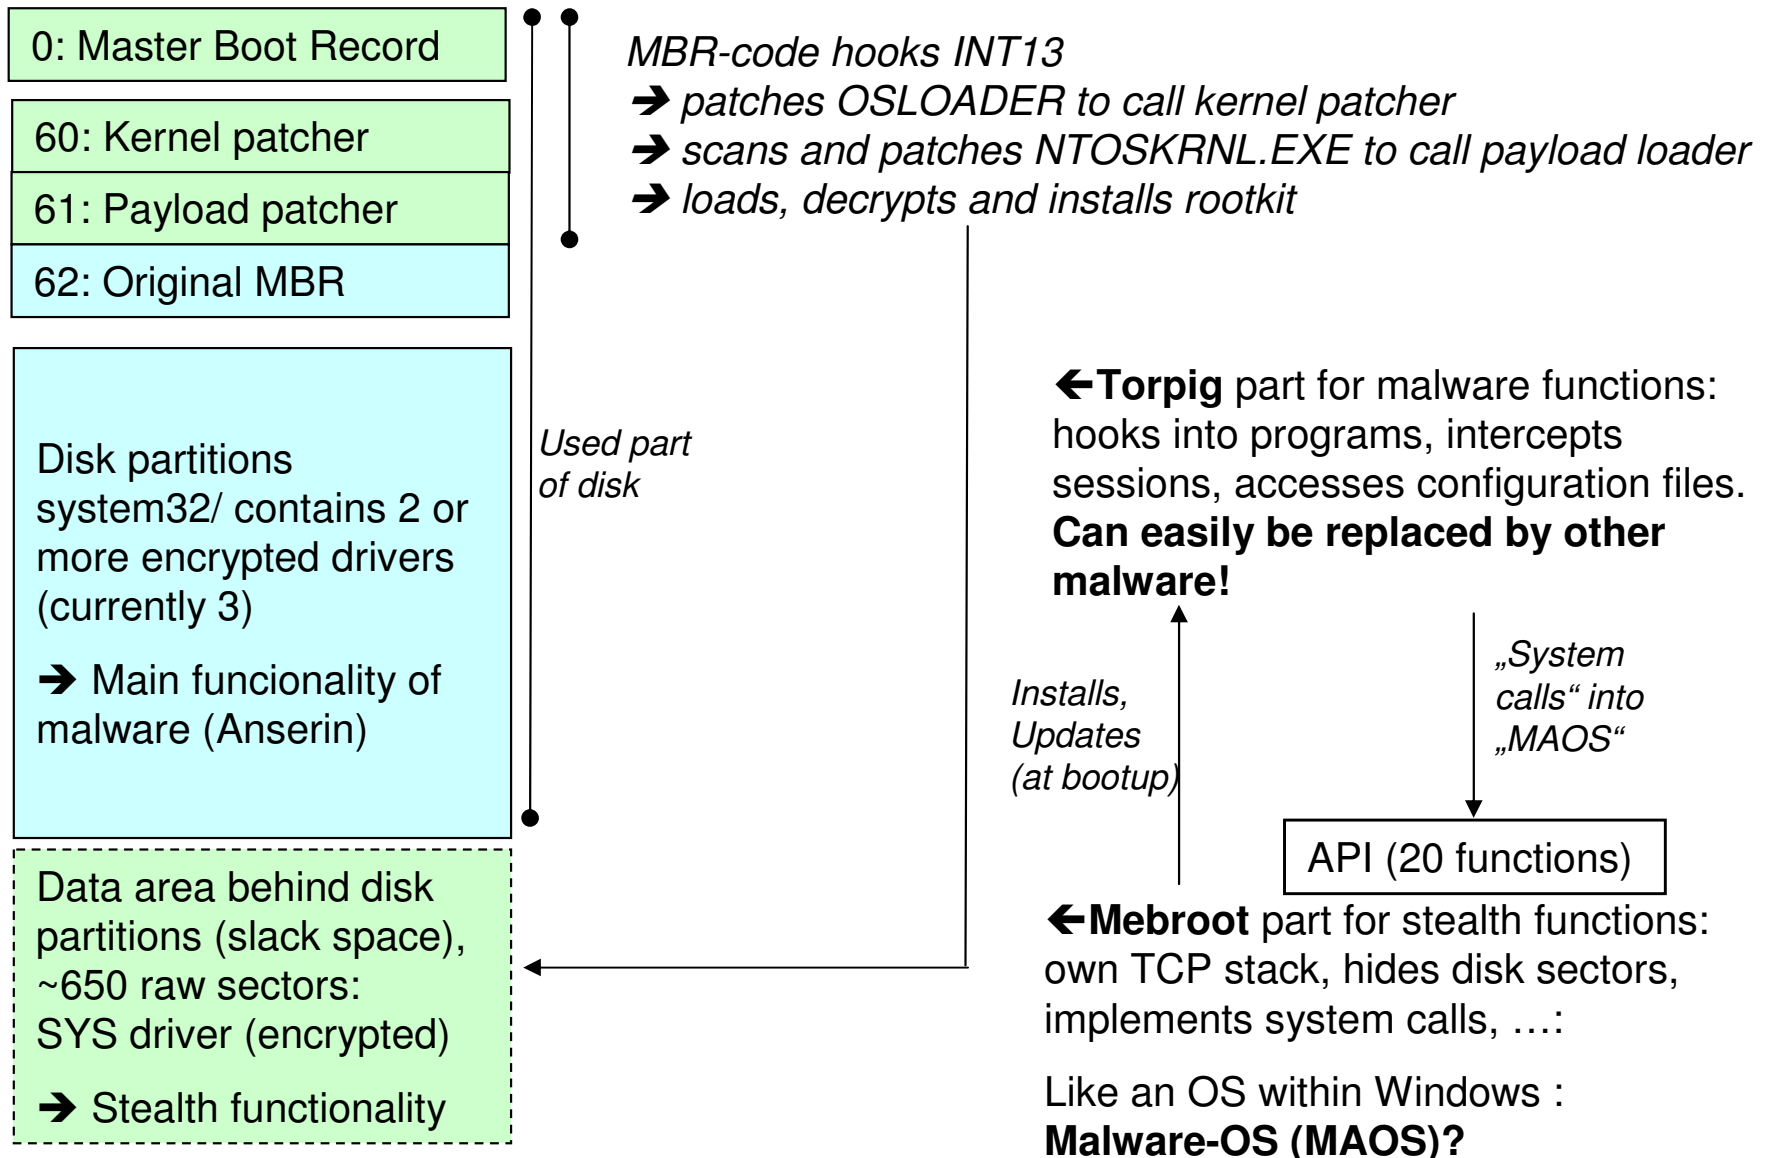 0: Master Boot Record
60: Kernel patcher
61: Payload patcher
62: Original MBR
MBR-code hooks INT13
➔ patches OSLOADER to call kernel patcher
➔ scans and patches NTOSKRNL.EXE to call payload loader
➔ loads, decrypts and installs rootkit
Disk partitions
system32/ contains 2 or
more encrypted drivers
(currently 3)
➔ Main funcionality of
malware (Anserin)
Used part
of disk
🡸Torpig part for malware functions:
hooks into programs, intercepts
sessions, accesses configuration files.
Can easily be replaced by other
malware!
Installs,
Updates
(at bootup)
„System
calls“ into
„MAOS“
API (20 functions)
Data area behind disk
partitions (slack space),
~650 raw sectors:
SYS driver (encrypted)
➔ Stealth functionality
🡸Mebroot part for stealth functions:
own TCP stack, hides disk sectors,
implements system calls, …:
Like an OS within Windows :
Malware-OS (MAOS)?